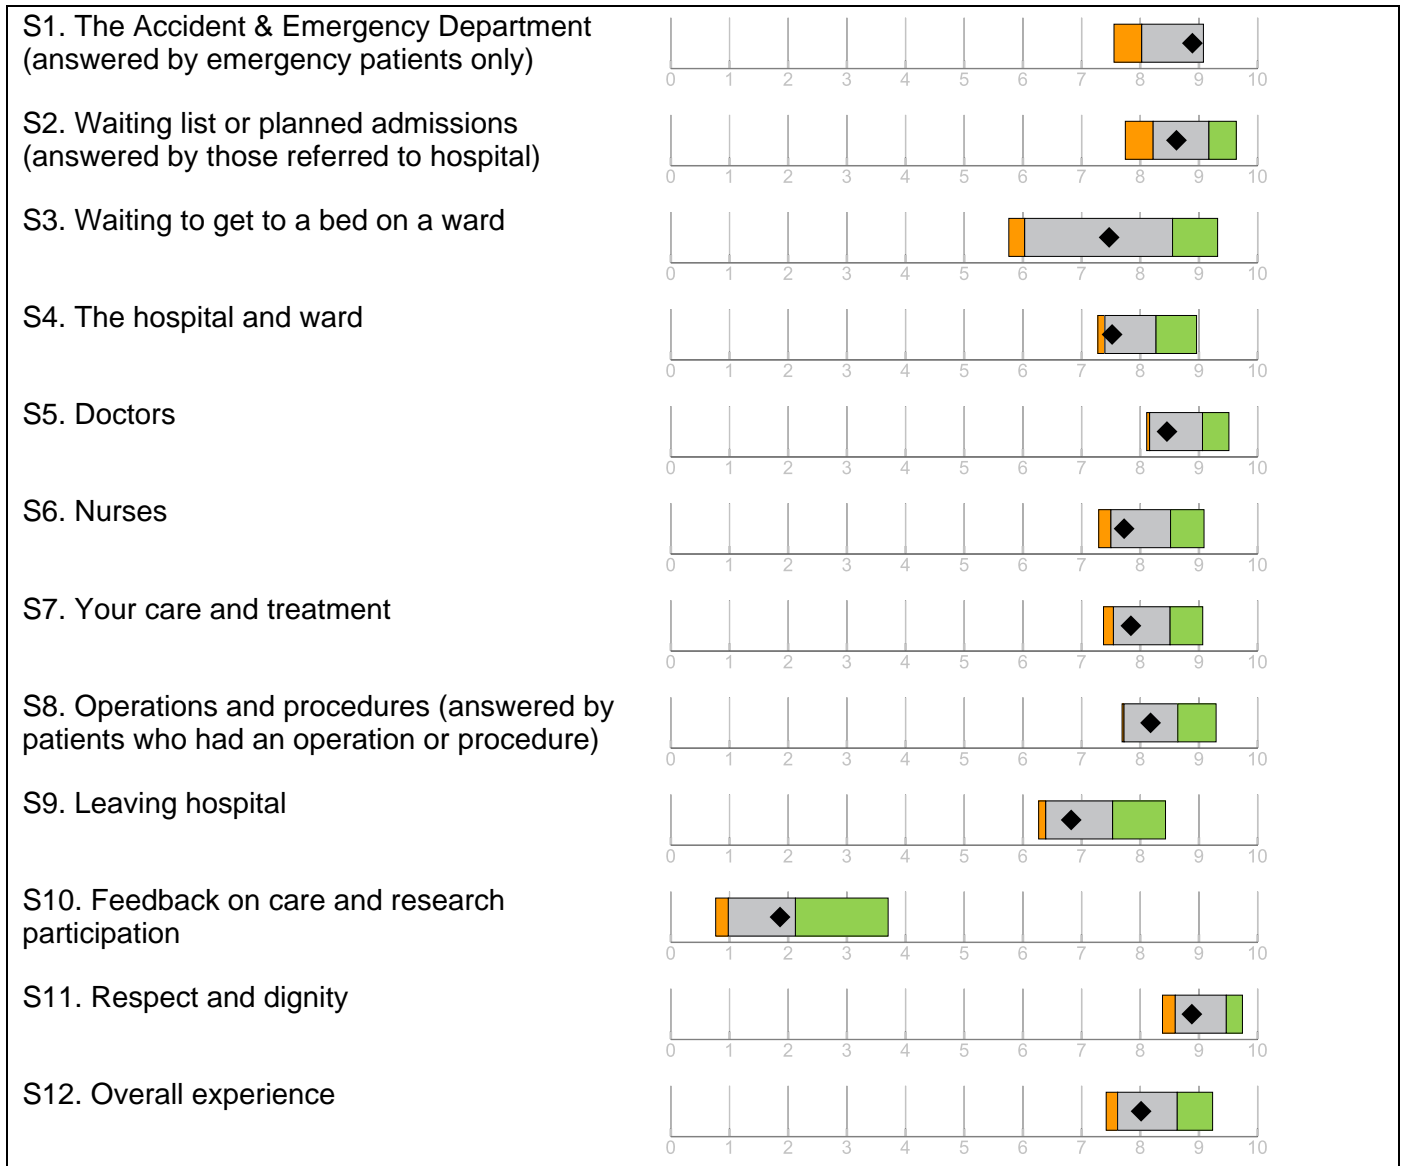 S1. The Accident & Emergency Department
(answered by emergency patients only)
0 1 2 3 4 5 6 7 8 9 10
S2. Waiting list or planned admissions
(answered by those referred to hospital)
0 1 2 3 4 5 6 7 8 9 10
S3. Waiting to get to a bed on a ward
0 1 2 3 4 5 6 7 8 9 10
S4. The hospital and ward
0 1 2 3 4 5 6 7 8 9 10
S5. Doctors
0 1 2 3 4 5 6 7 8 9 10
S6. Nurses
0 1 2 3 4 5 6 7 8 9 10
S7. Your care and treatment
0 1 2 3 4 5 6 7 8 9 10
S8. Operations and procedures (answered by
patients who had an operation or procedure)
0 1 2 3 4 5 6 7 8 9 10
S9. Leaving hospital
0 1 2 3 4 5 6 7 8 9 10
S10. Feedback on care and research
participation
0 1 2 3 4 5 6 7 8 9 10
S11. Respect and dignity
0 1 2 3 4 5 6 7 8 9 10
S12. Overall experience
0 1 2 3 4 5 6 7 8 9 10